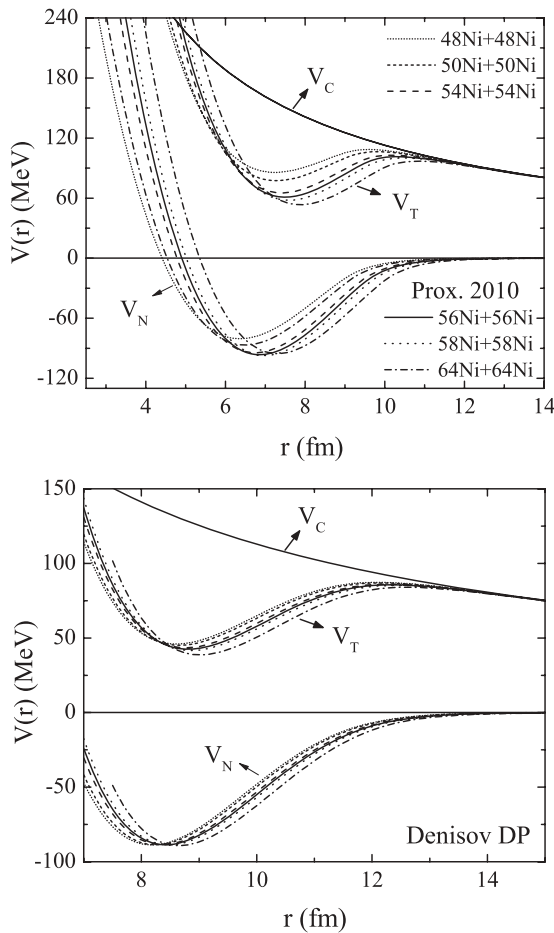 240
180
120
60
0
-60
-120
V(r) (MeV)
48Ni+48Ni
50Ni+50Ni
54Ni+54Ni
V_C
V_T
V_N
Prox. 2010
56Ni+56Ni
58Ni+58Ni
64Ni+64Ni
4 6 8 10 12 14
r (fm)
150
100
50
0
-50
-100
V(r) (MeV)
V_C
V_T
V_N
Denisov DP
8 10 12 14
r (fm)